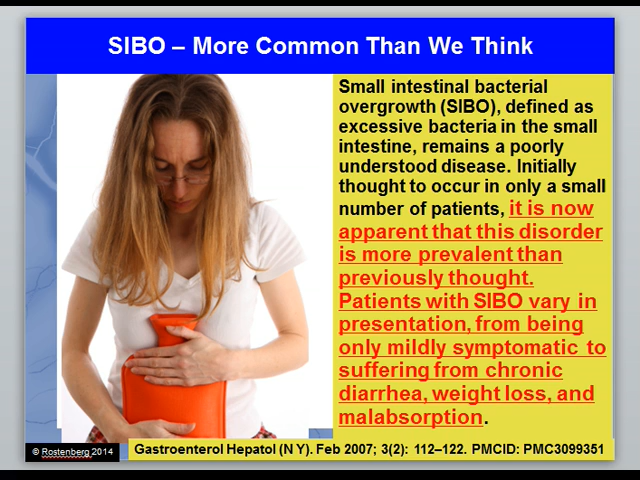 SIBO – More Common Than We Think
Small intestinal bacterial
overgrowth (SIBO), defined as
excessive bacteria in the small
intestine, remains a poorly
understood disease. Initially
thought to occur in only a small
number of patients, it is now
apparent that this disorder
is more prevalent than
previously thought.
Patients with SIBO vary in
presentation, from being
only mildly symptomatic to
suffering from chronic
diarrhea, weight loss, and
malabsorption.
© Rostenberg 2014
Gastroenterol Hepatol (N Y). Feb 2007; 3(2): 112–122. PMCID: PMC3099351